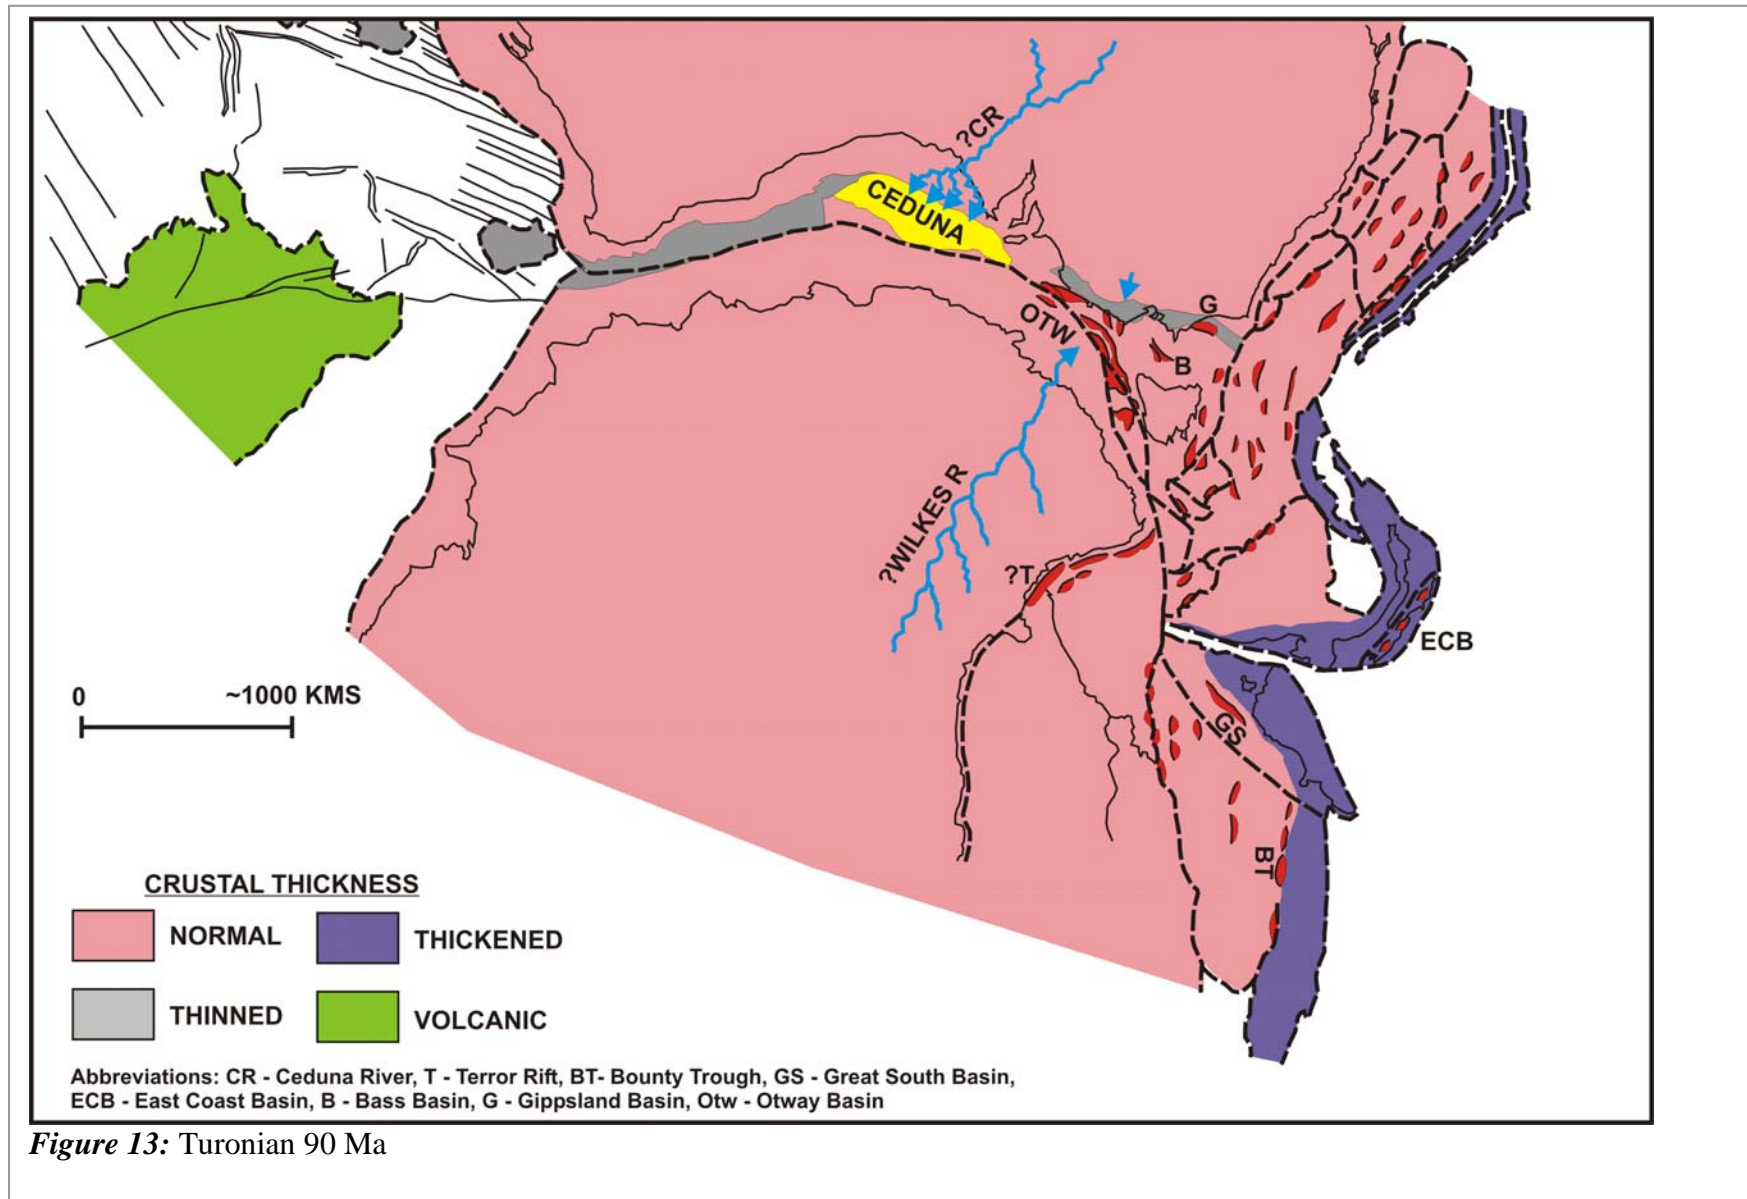 ?CR
CEDUNA
G
OTW
B
?WILKES R
?T
ECB
GS
BT
0 ~1000 KMS
CRUSTAL THICKNESS
NORMAL
THICKENED
THINNED
VOLCANIC
Abbreviations: CR - Ceduna River, T - Terror Rift, BT- Bounty Trough, GS - Great South Basin,
ECB - East Coast Basin, B - Bass Basin, G - Gippsland Basin, Otw - Otway Basin
Figure 13: Turonian 90 Ma